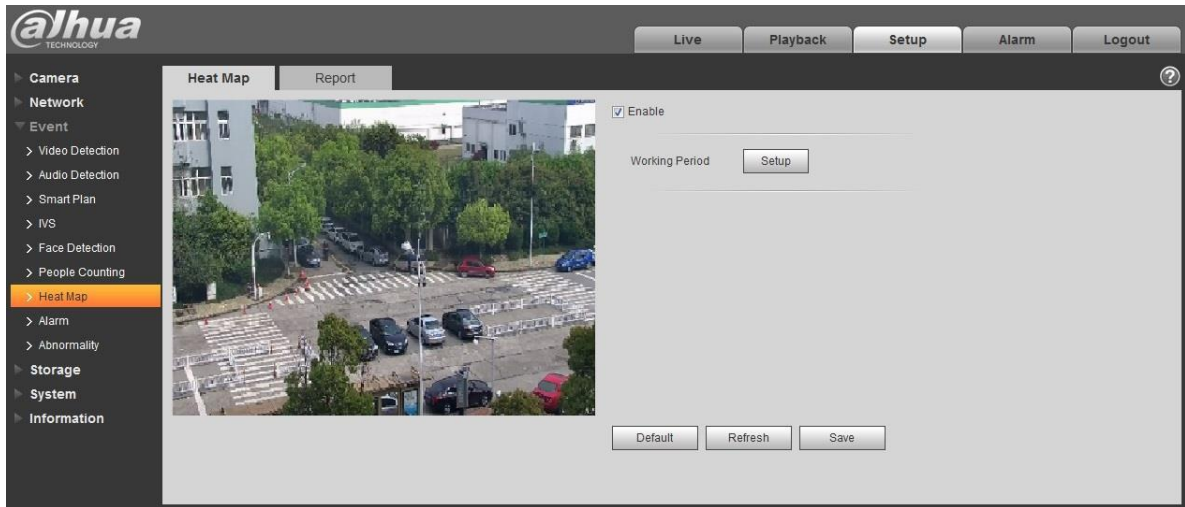 alhua
TECHNOLOGY
Live
Playback
Setup
Alarm
Logout
Camera
Network
Event
Video Detection
Audio Detection
Smart Plan
IVS
Face Detection
People Counting
Heat Map
Alarm
Abnormality
Storage
System
Information
Heat Map
Report
?
Enable
Working Period
Setup
Default
Refresh
Save